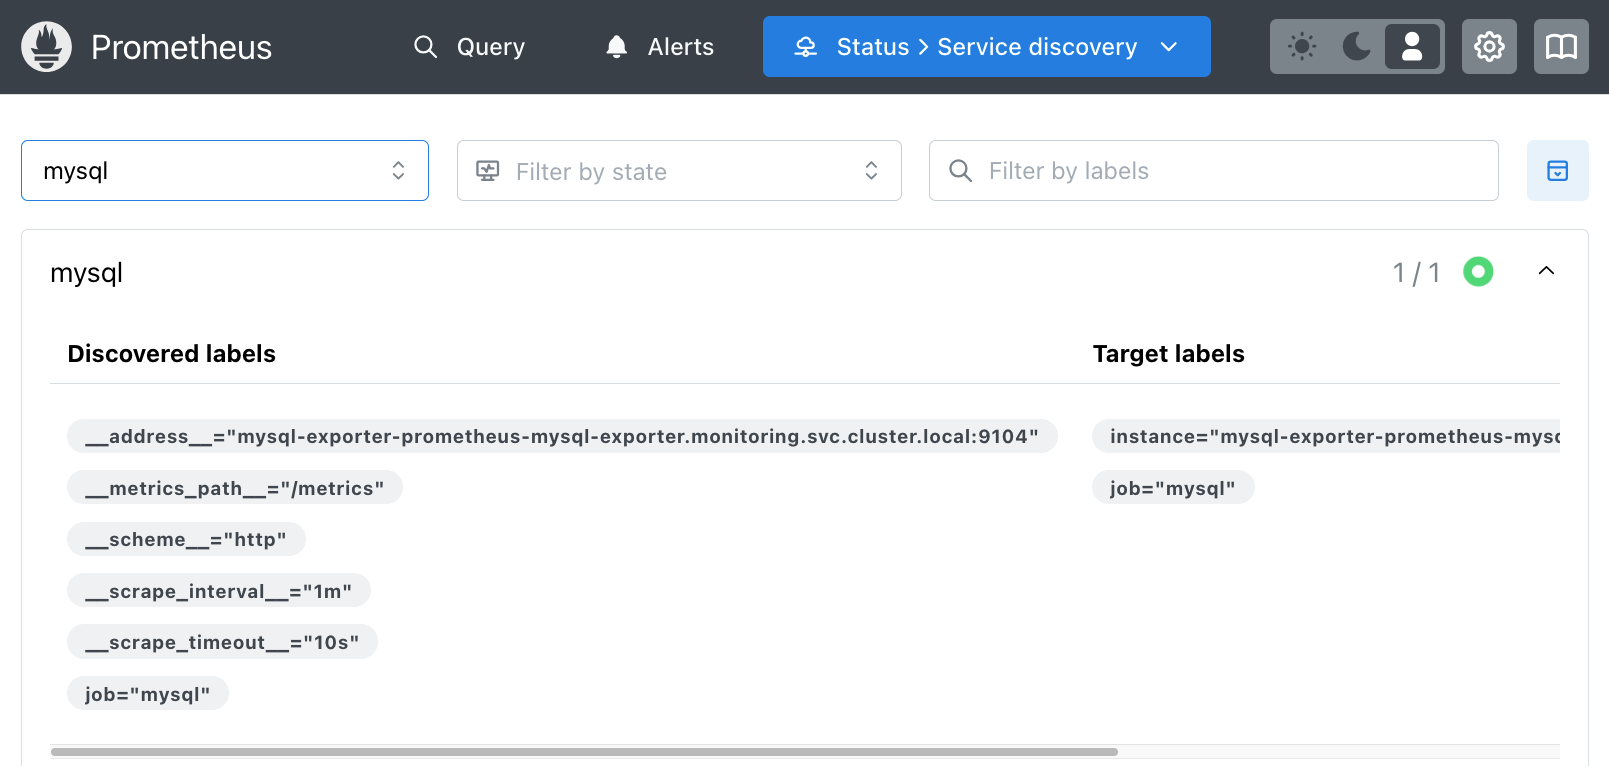 Prometheus
Query
Alerts
Status > Service discovery
mysql
Filter by state
Filter by labels
mysql
1 / 1
Discovered labels
Target labels
__address__="mysql-exporter-prometheus-mysql-exporter.monitoring.svc.cluster.local:9104"
instance="mysql-exporter-prometheus-mysq
__metrics_path__="/metrics"
job="mysql"
__scheme__="http"
__scrape_interval__="1m"
__scrape_timeout__="10s"
job="mysql"